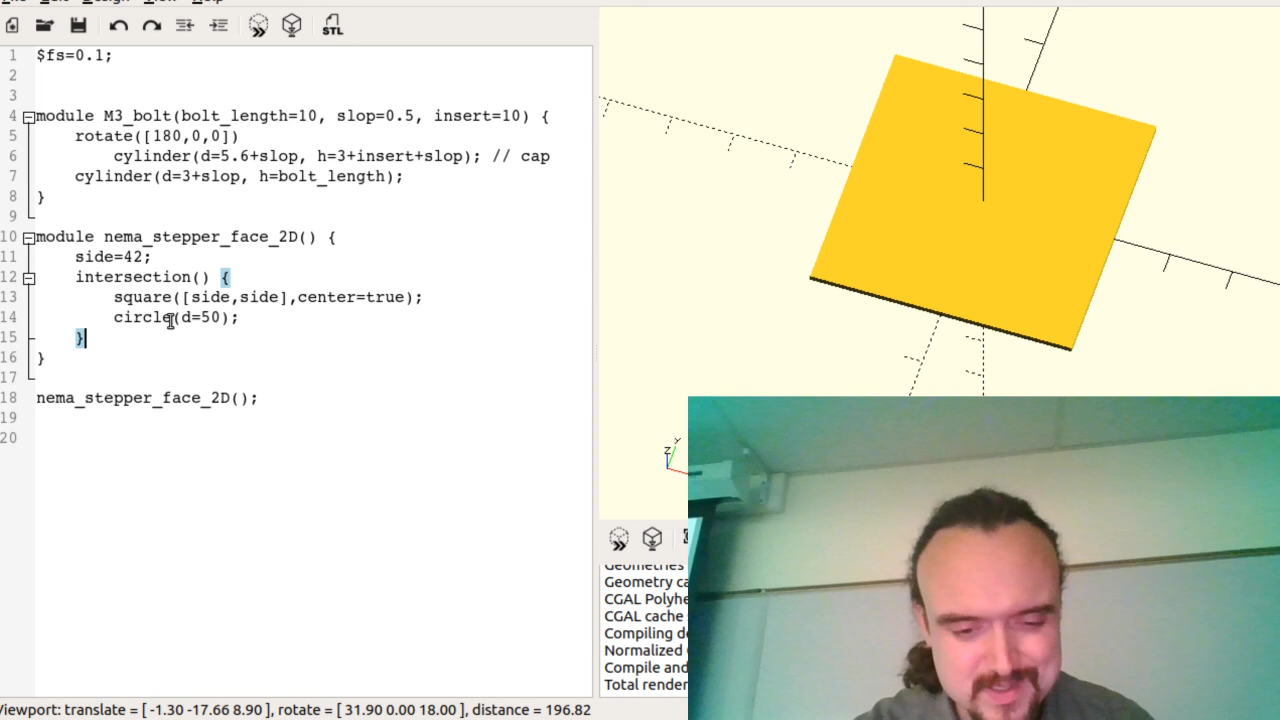 STL
1 $fs=0.1;
2
3
4 module M3_bolt(bolt_length=10, slop=0.5, insert=10) {
5 rotate([180,0,0])
6 cylinder(d=5.6+slop, h=3+insert+slop); // cap
7 cylinder(d=3+slop, h=bolt_length);
8 }
9
10 module nema_stepper_face_2D() {
11 side=42;
12 intersection() {
13 square([side,side],center=true);
14 circle(d=50);
15 }
16 }
17
18 nema_stepper_face_2D();
19
20
Z
Y
Geometries
Geometry ca
CGAL Polyhe
CGAL cache
Compiling de
Normalized
Compile and
Total render
Viewport: translate = [ -1.30 -17.66 8.90 ], rotate = [ 31.90 0.00 18.00 ], distance = 196.82